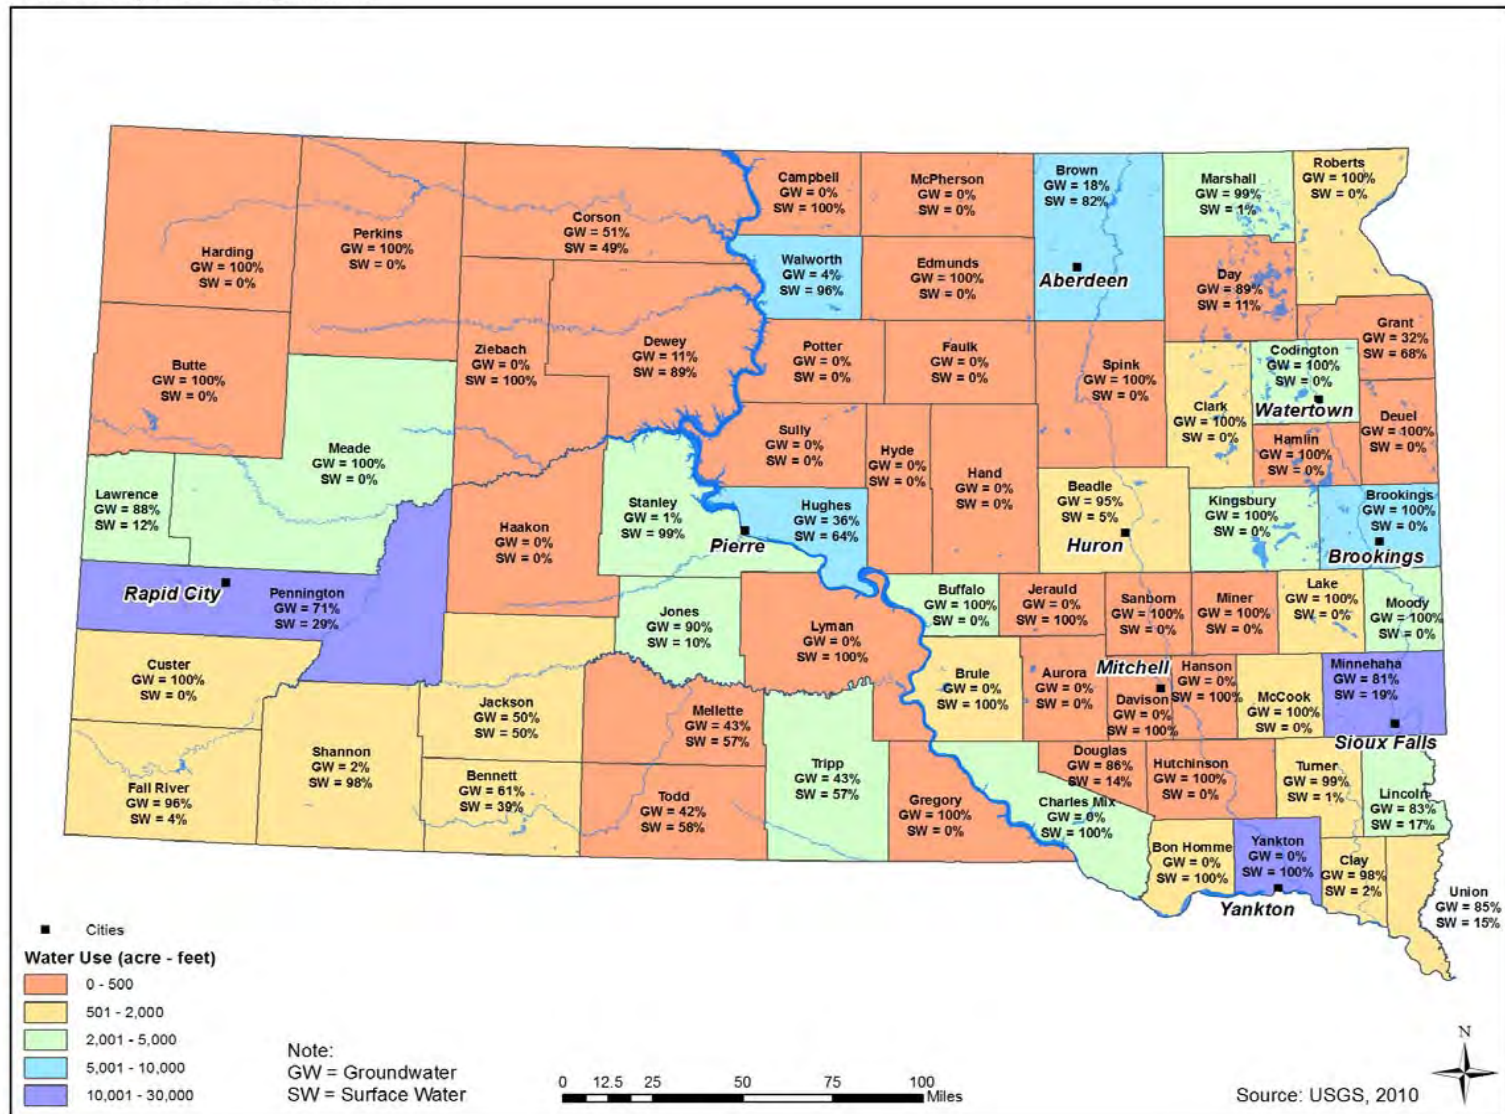 Campbell
GW = 0%
SW = 100%
McPherson
GW = 0%
SW = 0%
Brown
GW = 18%
SW = 82%
Marshall
GW = 99%
SW = 1%
Roberts
GW = 100%
SW = 0%
Harding
GW = 100%
SW = 0%
Perkins
GW = 100%
SW = 0%
Corson
GW = 51%
SW = 49%
Walworth
GW = 4%
SW = 96%
Edmunds
GW = 100%
SW = 0%
Aberdeen
Day
GW = 89%
SW = 11%
Grant
GW = 32%
SW = 68%
Butte
GW = 100%
SW = 0%
Ziebach
GW = 0%
SW = 100%
Dewey
GW = 11%
SW = 89%
Potter
GW = 0%
SW = 0%
Faulk
GW = 0%
SW = 0%
Spink
GW = 100%
SW = 0%
Codington
GW = 100%
SW = 0%
Watertown
Clark
GW = 100%
SW = 0%
Deuel
GW = 100%
SW = 0%
Hamlin
GW = 100%
SW = 0%
Meade
GW = 100%
SW = 0%
Sully
GW = 0%
SW = 0%
Hyde
GW = 0%
SW = 0%
Hand
GW = 0%
SW = 0%
Lawrence
GW = 88%
SW = 12%
Haakon
GW = 0%
SW = 0%
Stanley
GW = 1%
SW = 99%
Pierre
Hughes
GW = 36%
SW = 64%
Beadle
GW = 95%
SW = 5%
Huron
Kingsbury
GW = 100%
SW = 0%
Brookings
GW = 100%
SW = 0%
Brookings
Rapid City
Pennington
GW = 71%
SW = 29%
Jones
GW = 90%
SW = 10%
Lyman
GW = 0%
SW = 100%
Buffalo
GW = 100%
SW = 0%
Jerauld
GW = 0%
SW = 100%
Sanborn
GW = 100%
SW = 0%
Miner
GW = 100%
SW = 0%
Lake
GW = 100%
SW = 0%
Moody
GW = 100%
SW = 0%
Custer
GW = 100%
SW = 0%
Jackson
GW = 50%
SW = 50%
Mellette
GW = 43%
SW = 57%
Brule
GW = 0%
SW = 100%
Aurora
GW = 0%
SW = 0%
Mitchell
Davison
GW = 0%
SW = 100%
Hanson
GW = 0%
SW = 100%
McCook
GW = 100%
SW = 0%
Minnehaha
GW = 81%
SW = 19%
Sioux Falls
Fall River
GW = 96%
SW = 4%
Shannon
GW = 2%
SW = 98%
Bennett
GW = 61%
SW = 39%
Todd
GW = 42%
SW = 58%
Tripp
GW = 43%
SW = 57%
Gregory
GW = 100%
SW = 0%
Charles Mix
GW = 0%
SW = 100%
Douglas
GW = 86%
SW = 14%
Hutchinson
GW = 100%
SW = 0%
Turner
GW = 99%
SW = 1%
Lincoln
GW = 83%
SW = 17%
Bon Homme
GW = 0%
SW = 100%
Yankton
GW = 0%
SW = 100%
Yankton
Clay
GW = 98%
SW = 2%
Union
GW = 85%
SW = 15%
Cities
Water Use (acre - feet)
0 - 500
501 - 2,000
2,001 - 5,000
5,001 - 10,000
10,001 - 30,000
Note:
GW = Groundwater
SW = Surface Water
0 12.5 25 50 75 100
Miles
N
Source: USGS, 2010